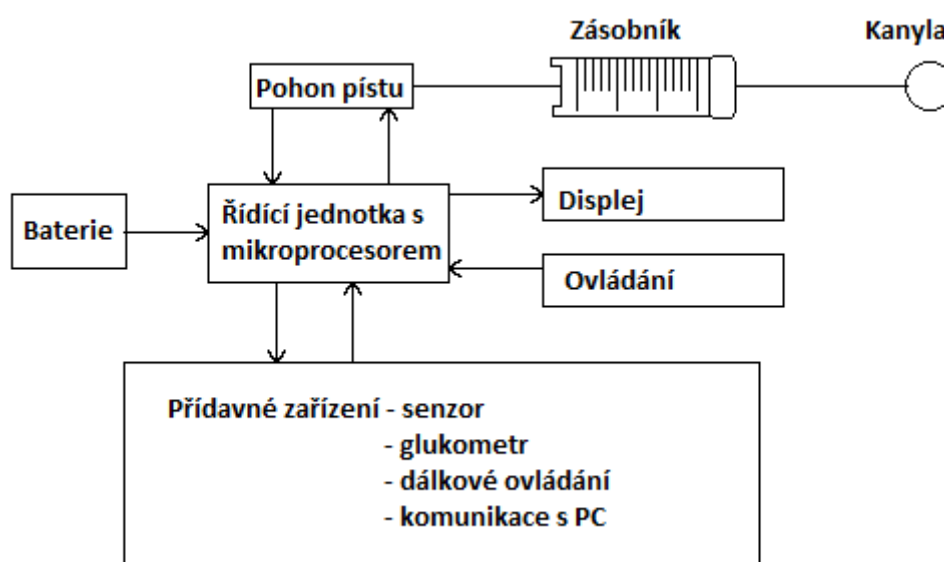 Zásobník
Kanyla
Pohon pístu
Displej
Řídící jednotka s
mikroprocesorem
Baterie
Ovládání
Přídavné zařízení - senzor
- glukometr
- dálkové ovládání
- komunikace s PC